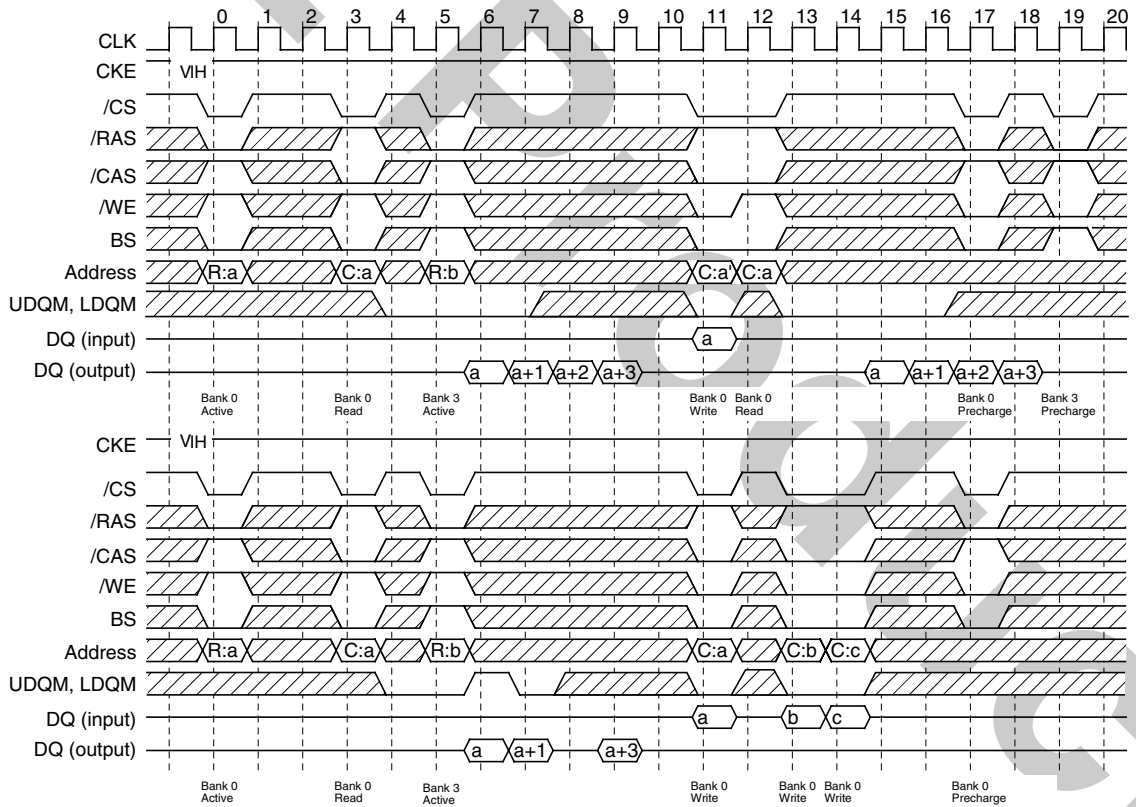 0 1 2 3 4 5 6 7 8 9 10 11 12 13 14 15 16 17 18 19 20
CLK
CKE VIH
/CS
/RAS
/CAS
/WE
BS
Address R:a C:a R:b C:a' C:a
UDQM, LDQM
DQ (input) a
DQ (output) a a+1 a+2 a+3 a a+1 a+2 a+3
Bank 0 Bank 0 Bank 3 Bank 0 Bank 0 Bank 0 Bank 3
Active Read Active Write Read Precharge Precharge
CKE VIH
/CS
/RAS
/CAS
/WE
BS
Address R:a C:a R:b C:a C:b C:c
UDQM, LDQM
DQ (input) a b c
DQ (output) a a+1 a+3
Bank 0 Bank 0 Bank 3 Bank 0 Bank 0 Bank 0 Bank 0
Active Read Active Write Write Write Precharge